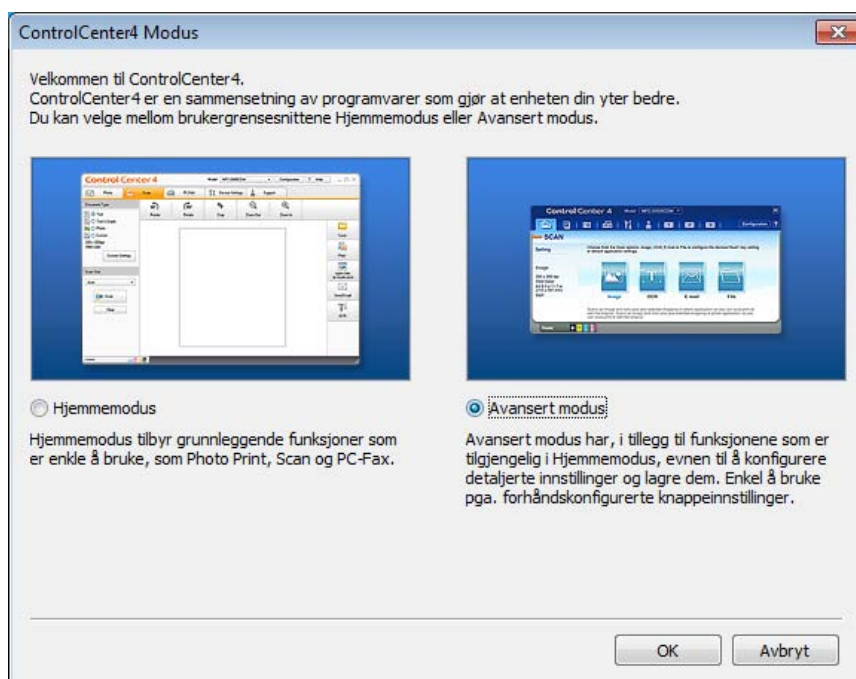 ControlCenter4 Modus
Velkommen til ControlCenter4.
ControlCenter4 er en sammensetning av programvarer som gjør at enheten din yter bedre.
Du kan velge mellom brukergrensesnittene Hjemmemodus eller Avansert modus.
Control Center 4
Control Center 4
SCAN
Image
OCR
E-mail
File
Hjemmemodus
Avansert modus
Hjemmemodus tilbyr grunnleggende funksjoner som
er enkle å bruke, som Photo Print, Scan og PC-Fax.
Avansert modus har, i tillegg til funksjonene som er
tilgjengelig i Hjemmemodus, evnen til å konfigurere
detaljerte innstillinger og lagre dem. Enkel å bruke
pga. forhåndskonfigurerte knappeinnstillinger.
OK
Avbryt